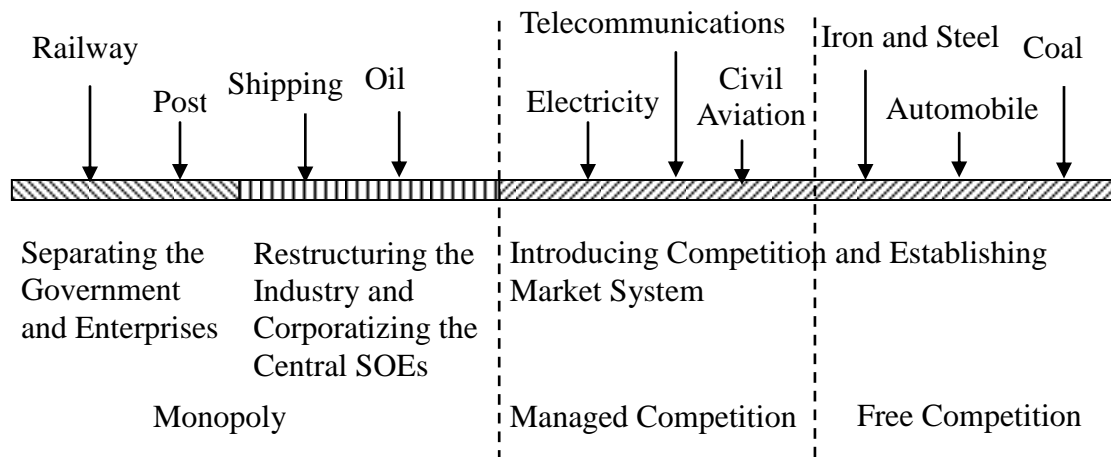 Railway
Post
Shipping
Oil
Telecommunications
Electricity
Civil
Aviation
Iron and Steel
Automobile
Coal
Separating the
Government
and Enterprises
Restructuring the
Industry and
Corporatizing the
Central SOEs
Introducing Competition and Establishing
Market System
Monopoly
Managed Competition
Free Competition